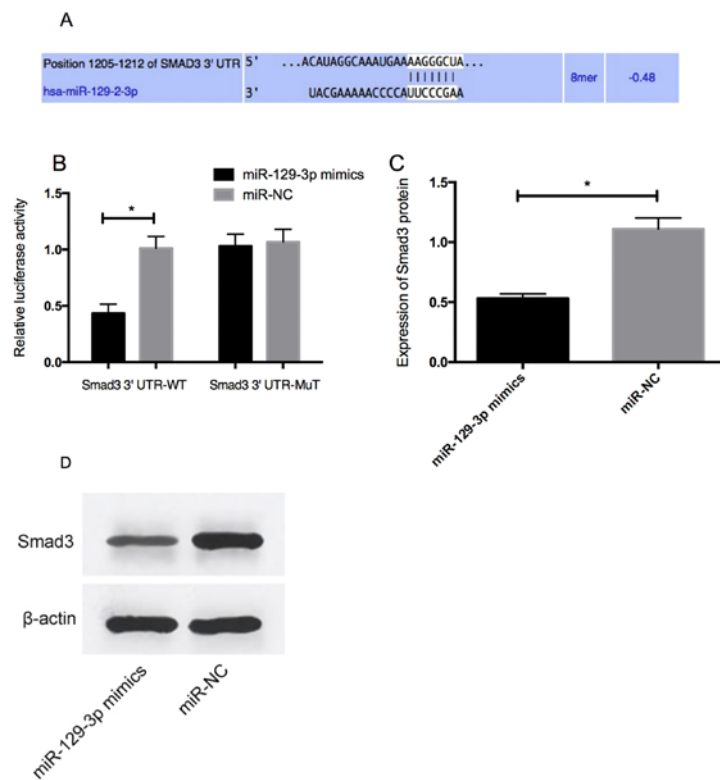 A
Position 1205-1212 of SMAD3 3' UTR 5' ...ACAUAGGCAAAUGAAAAGGGCUA...
hsa-miR-129-2-3p 3' UACGAAAAACCCCAUUCCCGAA
8mer -0.48
B
miR-129-3p mimics
miR-NC
Relative luciferase activity
1.5
1.0
0.5
0.0
*
Smad3 3' UTR-WT Smad3 3' UTR-MuT
C
Expression of Smad3 protein
1.5
1.0
0.5
0.0
*
miR-129-3p mimics
miR-NC
D
Smad3
β-actin
miR-129-3p mimics
miR-NC